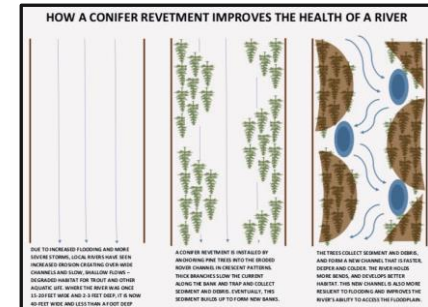 HOW A CONIFER REVETMENT IMPROVES THE HEALTH OF A RIVER
DUE TO INCREASED FLOODING AND MORE
SEVERE STORMS, LOCAL RIVERS HAVE SEEN
INCREASED EROSION CREATING OVER-WIDE
CHANNELS AND SLOW, SHALLOW FLOWS –
DEGRADED HABITAT FOR TROUT AND OTHER
AQUATIC LIFE. WHERE THE RIVER WAS ONCE
15-20 FEET WIDE AND 2-3 FEET DEEP, IT IS NOW
40-FEET WIDE AND LESS THAN A FOOT DEEP
A CONIFER REVETMENT IS INSTALLED BY
ANCHORING PINE TREES INTO THE ERODED
RIVER CHANNEL IN CRESCENT PATTERNS.
THICK BRANCHES SLOW THE CURRENT
ALONG THE BANK AND TRAP AND COLLECT
SEDIMENT AND DEBRIS. EVENTUALLY, THIS
SEDIMENT BUILDS UP TO FORM NEW BANKS.
THE TREES COLLECT SEDIMENT AND DEBRIS,
AND FORM A NEW CHANNEL THAT IS FASTER,
DEEPER AND COLDER. THE RIVER HOLDS
MORE BENDS, AND DEVELOPS BETTER
HABITAT. THIS NEW CHANNEL IS ALSO MORE
RESILIENT TO FLOODING AND IMPROVES THE
RIVER'S ABILITY TO ACCESS THE FLOODPLAIN.